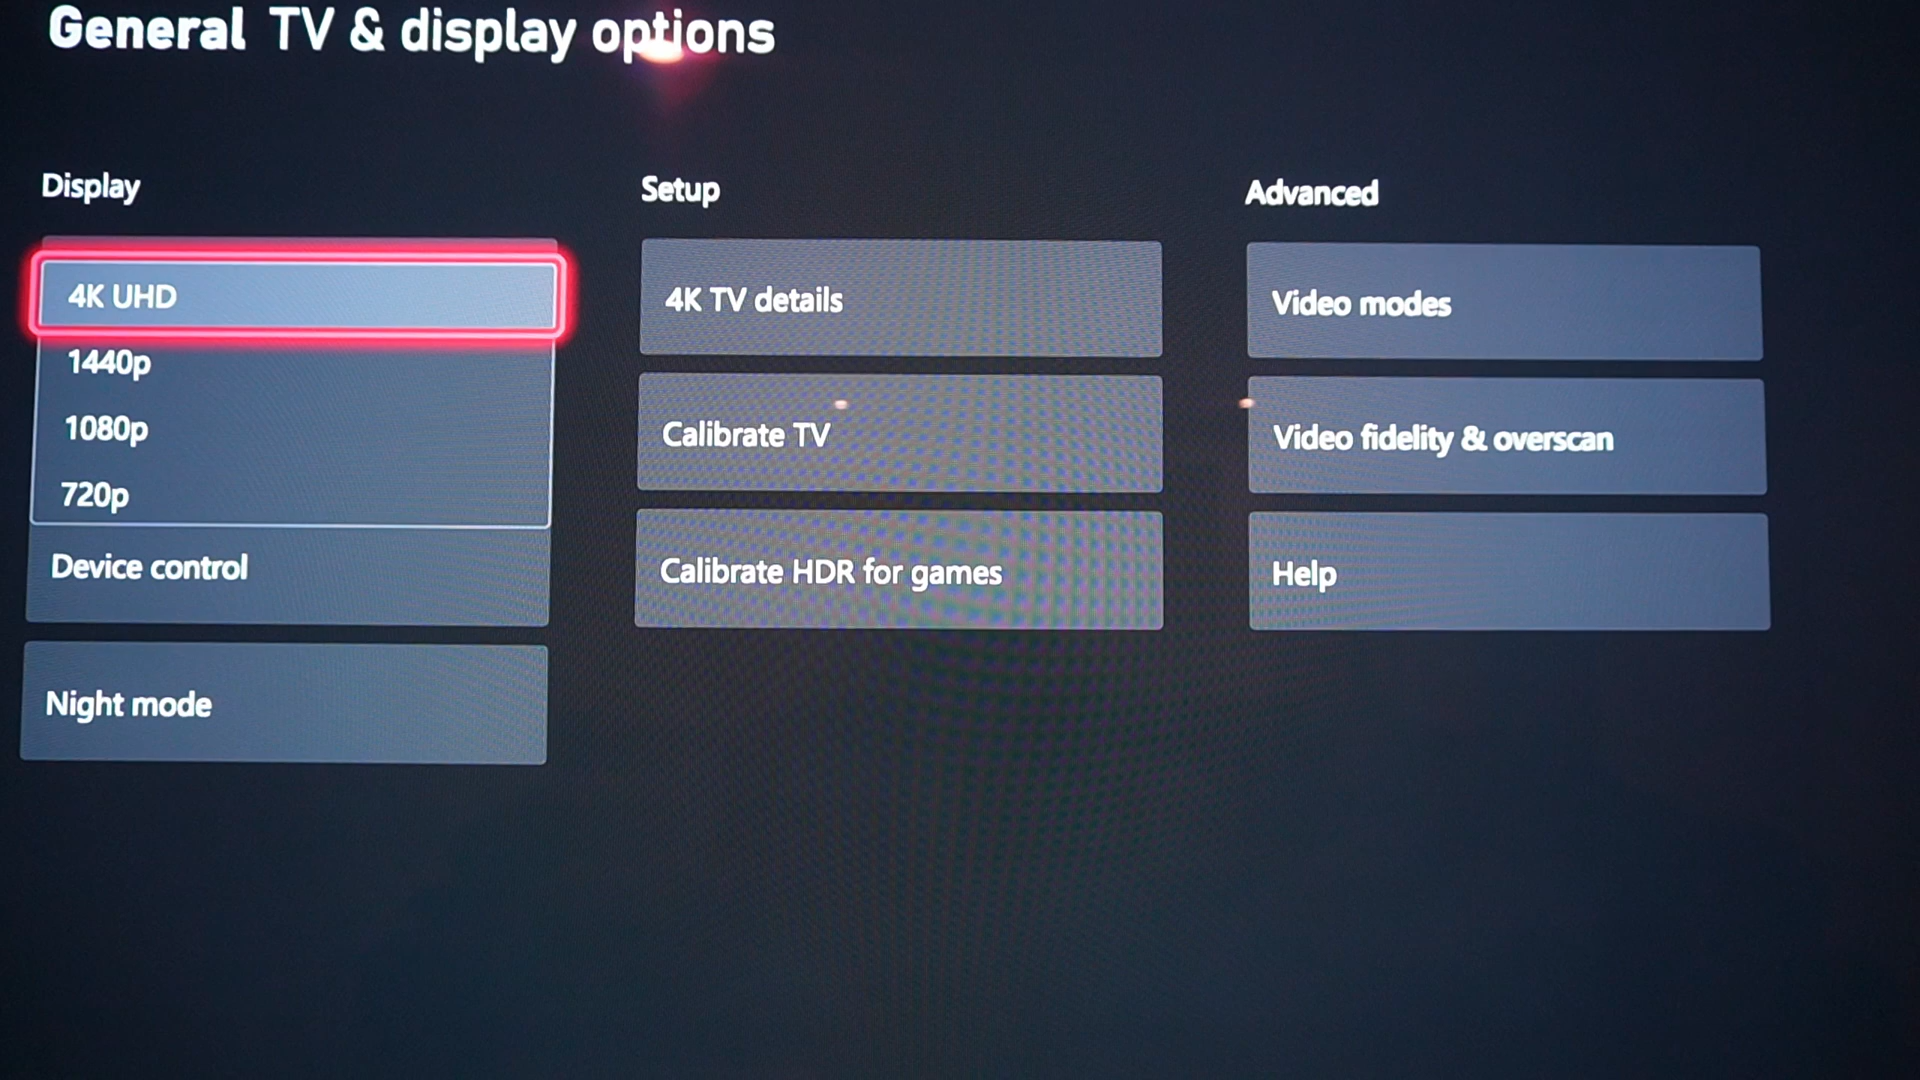 General TV & display options
Display
4K UHD
1440p
1080p
720p
Device control
Night mode
Setup
4K TV details
Calibrate TV
Calibrate HDR for games
Advanced
Video modes
Video fidelity & overscan
Help